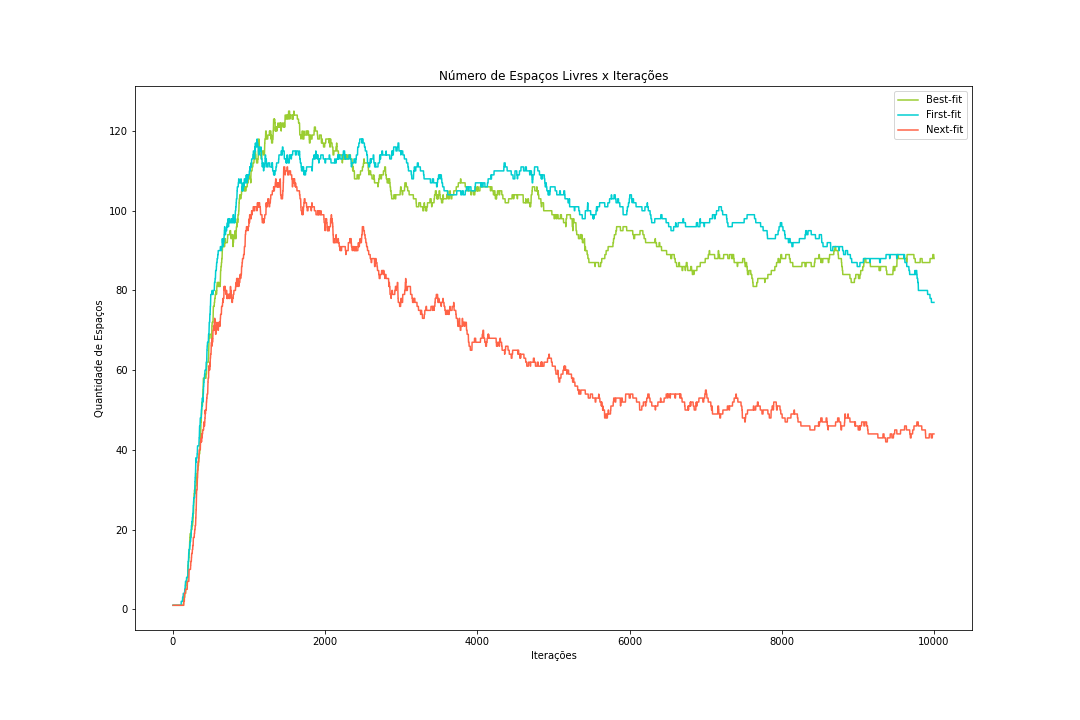 Número de Espaços Livres x Iterações
Best-fit
First-fit
Next-fit
Quantidade de Espaços
120
100
80
60
40
20
0
0 2000 4000 6000 8000 10000
Iterações